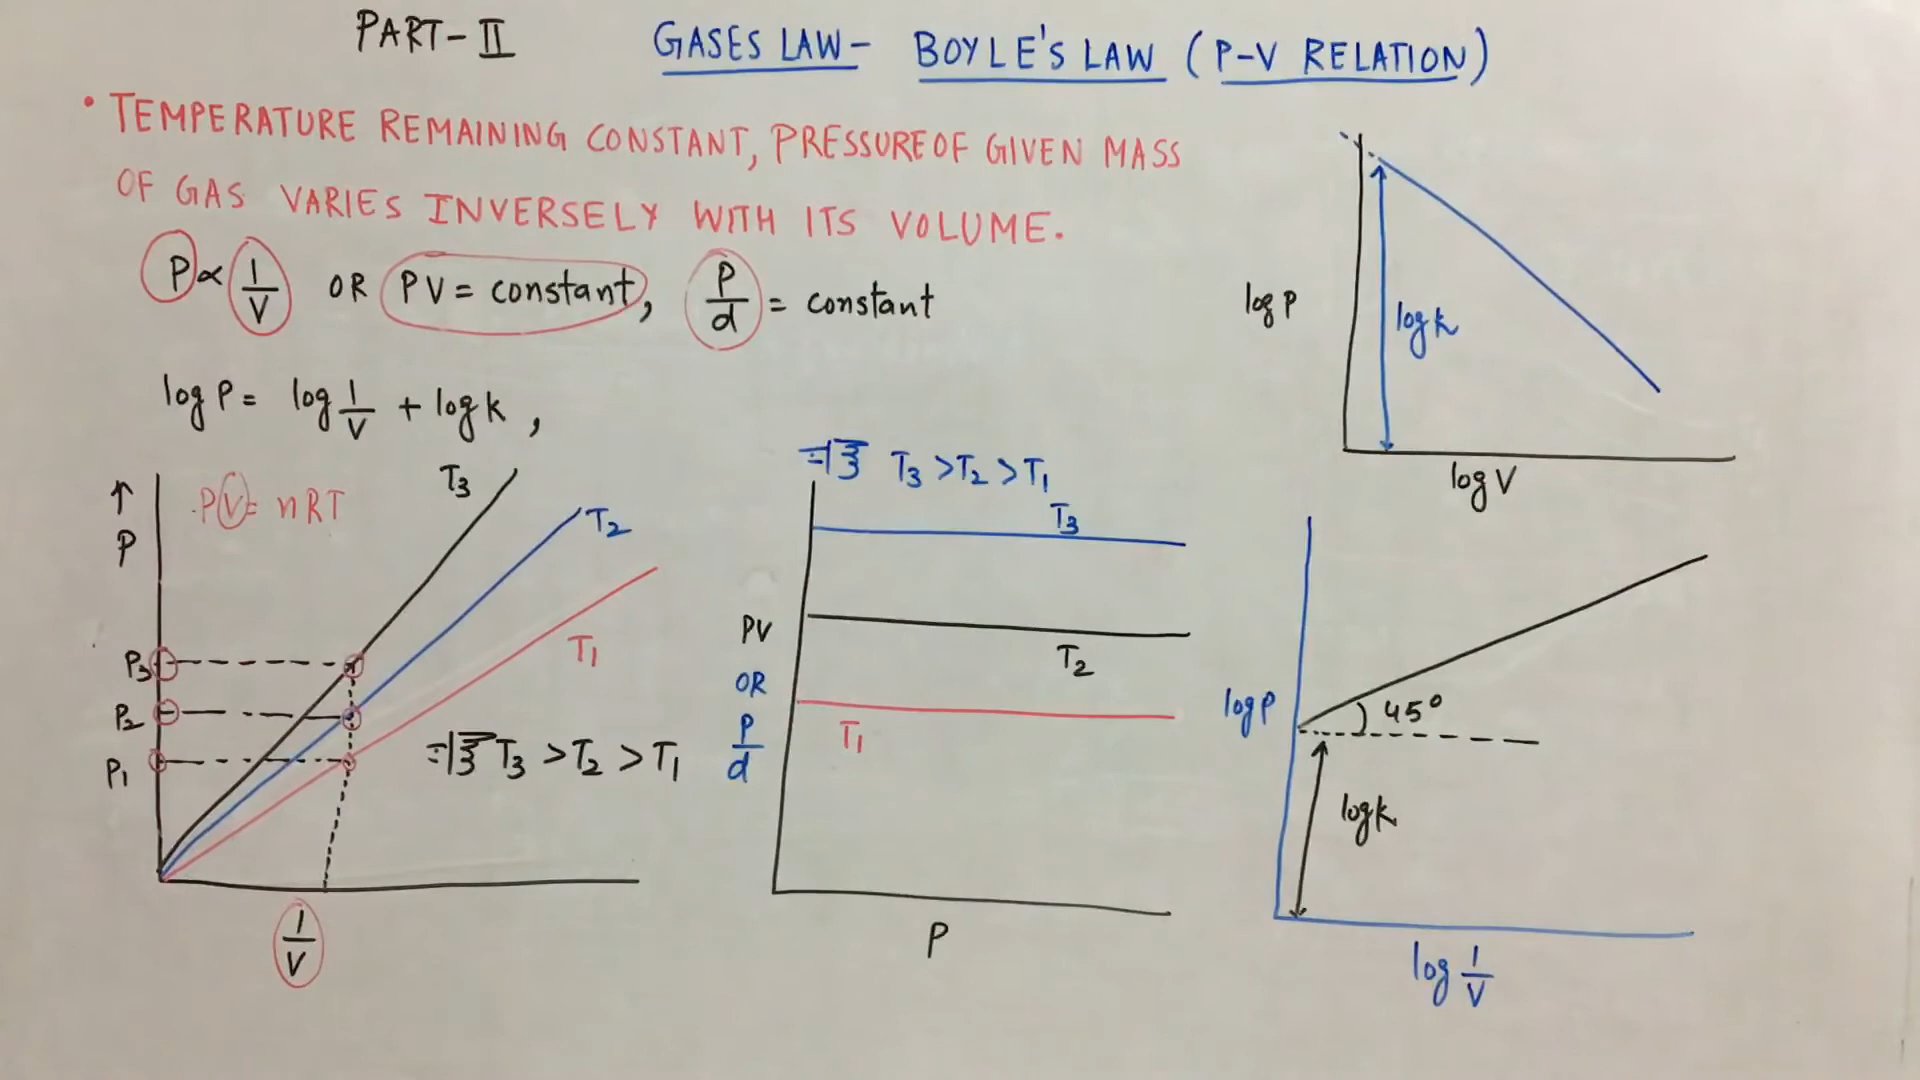 PART-II GASES LAW- BOYLE'S LAW (P-V RELATION)
• TEMPERATURE REMAINING CONSTANT, PRESSURE OF GIVEN MASS
OF GAS VARIES INVERSELY WITH ITS VOLUME.
P ∝ 1/V OR PV = constant, P/d = constant
log P = log 1/V + log k ,
↑
P
PV = nRT
T3
T2
T1
P3
P2
P1
T3 > T2 > T1
1/V
T3 > T2 > T1
T3
T2
T1
PV
OR
P/d
P
log P
log k
log V
log P
45°
log k
log 1/V